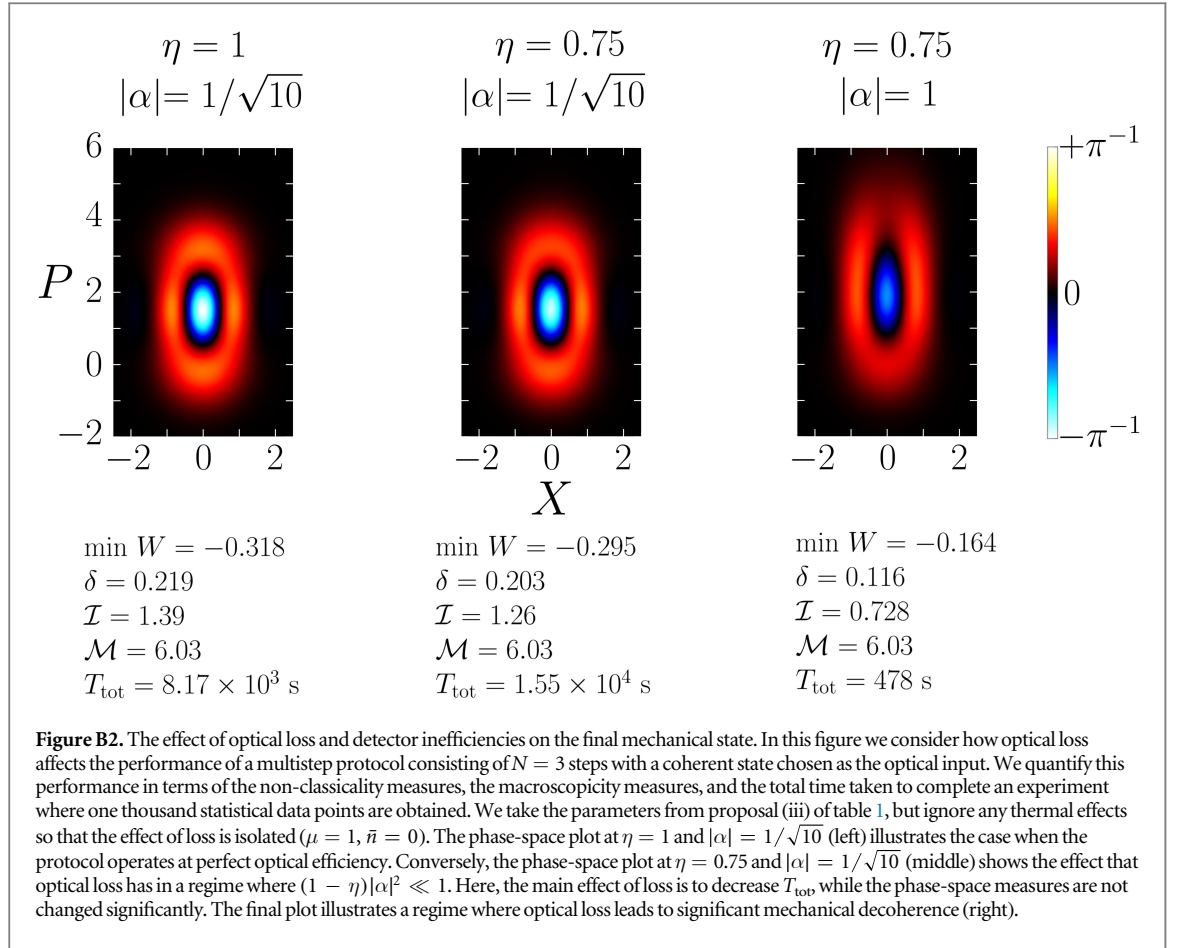 η = 1
|α|= 1/√10
η = 0.75
|α|= 1/√10
η = 0.75
|α|= 1
6
4
P 2
0
−2
−2 0 2
−2 0 2
−2 0 2
X
+π⁻¹
0
−π⁻¹
min W = −0.318
δ = 0.219
ℐ = 1.39
ℳ = 6.03
T_tot = 8.17 × 10³ s
min W = −0.295
δ = 0.203
ℐ = 1.26
ℳ = 6.03
T_tot = 1.55 × 10⁴ s
min W = −0.164
δ = 0.116
ℐ = 0.728
ℳ = 6.03
T_tot = 478 s
Figure B2. The effect of optical loss and detector inefficiencies on the final mechanical state. In this figure we consider how optical loss
affects the performance of a multistep protocol consisting of N = 3 steps with a coherent state chosen as the optical input. We quantify this
performance in terms of the non-classicality measures, the macroscopicity measures, and the total time taken to complete an experiment
where one thousand statistical data points are obtained. We take the parameters from proposal (iii) of table 1, but ignore any thermal effects
so that the effect of loss is isolated (μ = 1, n̄ = 0). The phase-space plot at η = 1 and |α| = 1/√10 (left) illustrates the case when the
protocol operates at perfect optical efficiency. Conversely, the phase-space plot at η = 0.75 and |α| = 1/√10 (middle) shows the effect that
optical loss has in a regime where (1 − η)|α|² ≪ 1. Here, the main effect of loss is to decrease T_tot, while the phase-space measures are not
changed significantly. The final plot illustrates a regime where optical loss leads to significant mechanical decoherence (right).